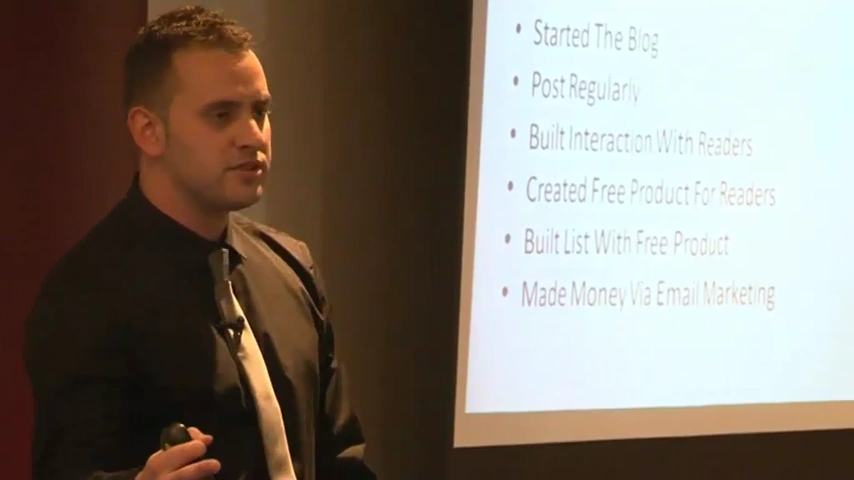 • Started The Blog
• Post Regularly
• Built Interaction With Readers
• Created Free Product For Readers
• Built List With Free Product
• Made Money Via Email Marketing